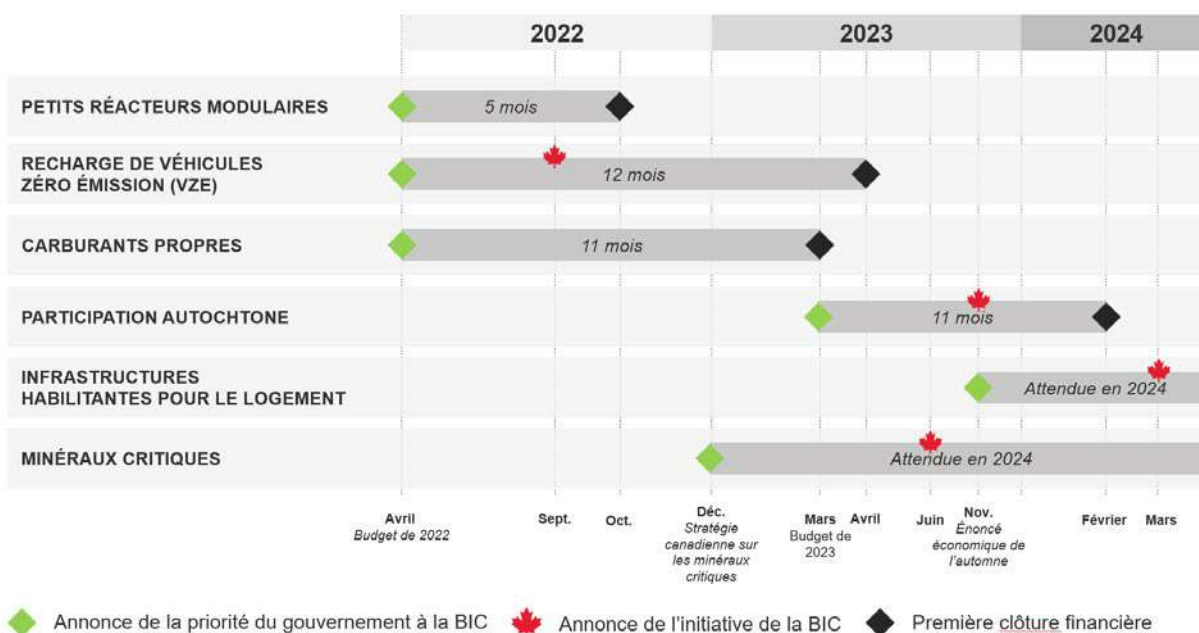 2022
2023
2024
PETITS RÉACTEURS MODULAIRES
5 mois
RECHARGE DE VÉHICULES
ZÉRO ÉMISSION (VZE)
12 mois
CARBURANTS PROPRES
11 mois
PARTICIPATION AUTOCHTONE
11 mois
INFRASTRUCTURES
HABILITANTES POUR LE LOGEMENT
Attendue en 2024
MINÉRAUX CRITIQUES
Attendue en 2024
Avril
Budget de 2022
Sept.
Oct.
Déc.
Stratégie
canadienne sur
les minéraux
critiques
Mars
Budget de
2023
Avril
Juin
Nov.
Énoncé
économique de
l'automne
Février
Mars
Annonce de la priorité du gouvernement à la BIC
Annonce de l'initiative de la BIC
Première clôture financière